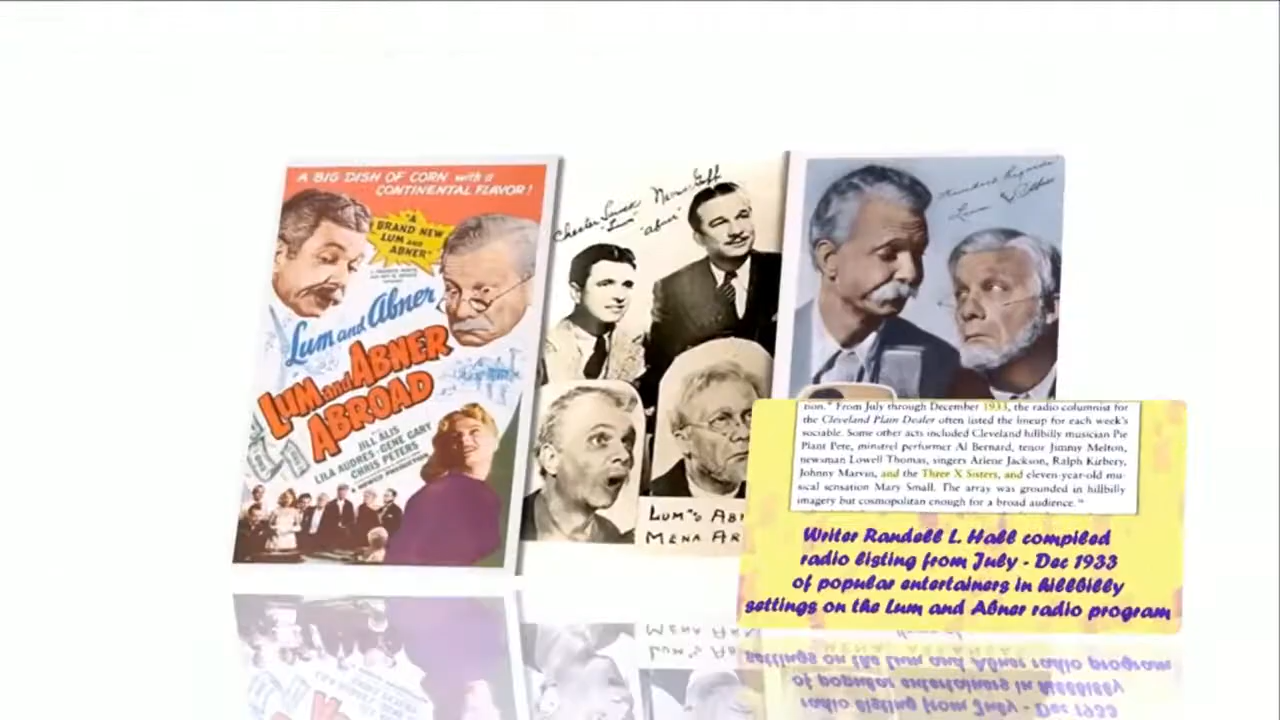 A BIG DISH OF CORN with a
CONTINENTAL FLAVOR!
"A
BRAND NEW
LUM AND
ABNER"
Lum and Abner
LUM and ABNER
ABROAD
JILL ALIS
LILA AUDRES - GENE GARY
CHRIS PETERS
Chester Lauck
"Lum"
Norris Goff
"abner"
LUM'S AB
MENA AR
tion." From July through December 1933, the radio columnist for
the Cleveland Plain Dealer often listed the lineup for each week's
sociable. Some other acts included Cleveland hillbilly musician Pie
Plant Pete, minstrel performer Al Bernard, tenor Jimmy Melton,
newsman Lowell Thomas, singers Arlene Jackson, Ralph Kirbery,
Johnny Marvin, and the Three X Sisters, and eleven-year-old mu-
sical sensation Mary Small. The array was grounded in hillbilly
imagery but cosmopolitan enough for a broad audience."
Writer Randell L. Hall compiled
radio listing from July - Dec 1933
of popular entertainers in hillbilly
settings on the Lum and Abner radio program